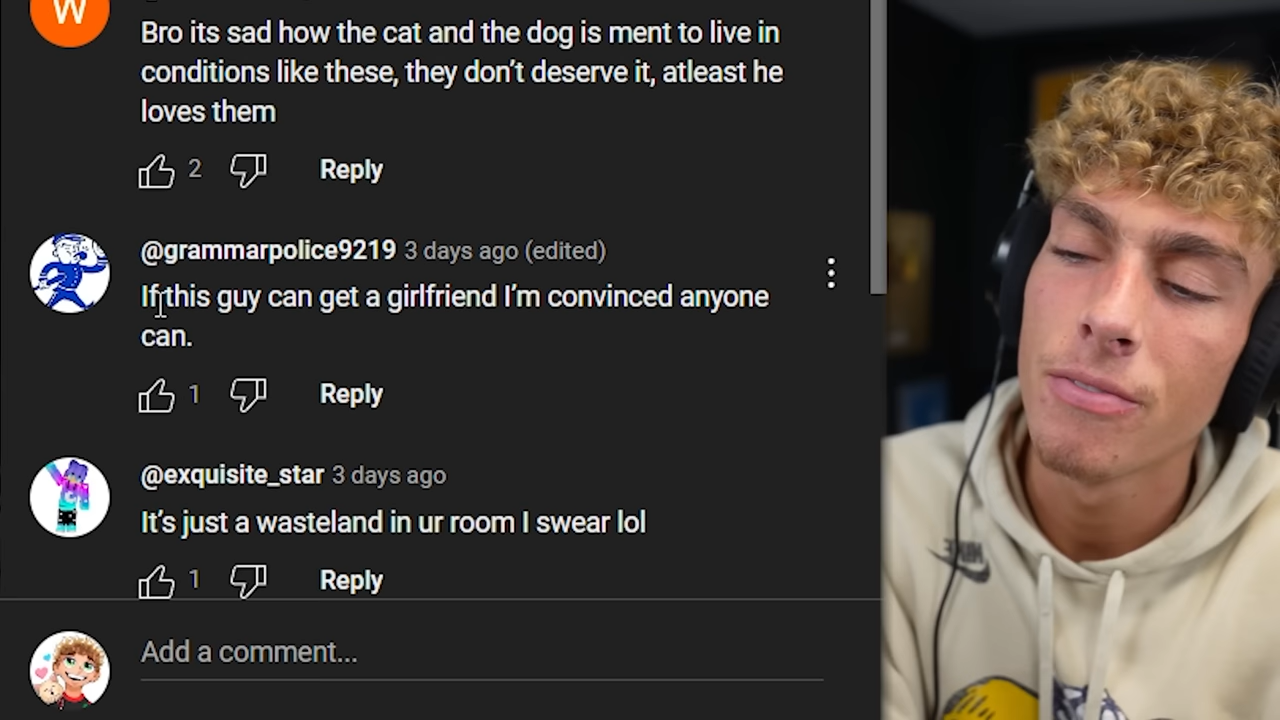 W
Bro its sad how the cat and the dog is ment to live in
conditions like these, they don't deserve it, atleast he
loves them
2 Reply
@grammarpolice9219 3 days ago (edited)
If this guy can get a girlfriend I'm convinced anyone
can.
1 Reply
@exquisite_star 3 days ago
It's just a wasteland in ur room I swear lol
1 Reply
Add a comment...
NIKE